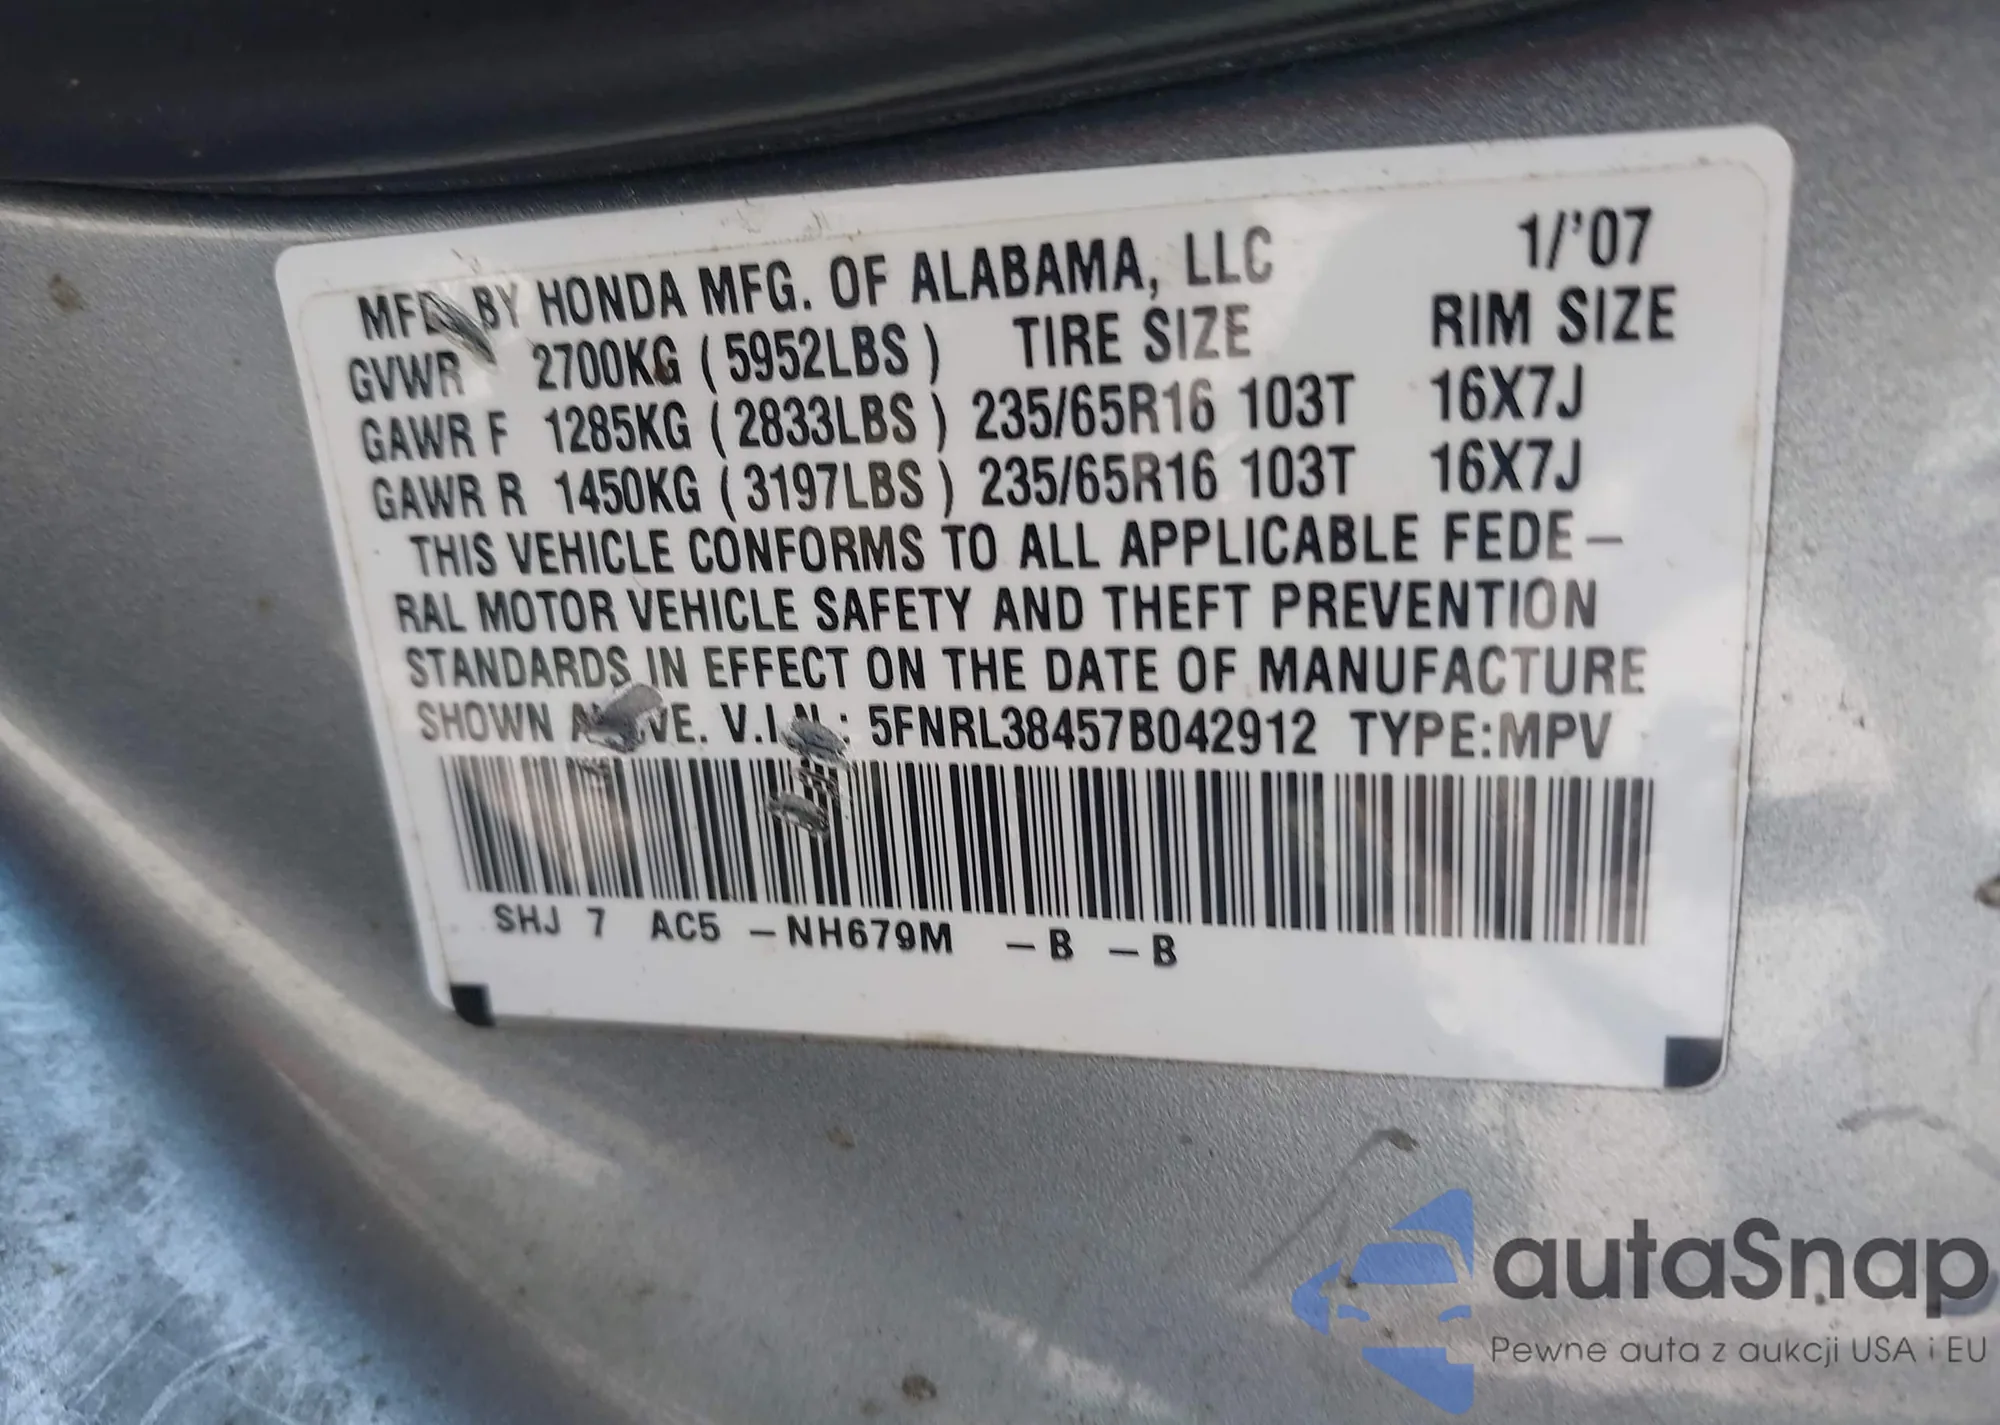 MFD. BY HONDA MFG. OF ALABAMA, LLC 1/'07
GVWR 2700KG (5952LBS) TIRE SIZE RIM SIZE
GAWR F 1285KG (2833LBS) 235/65R16 103T 16X7J
GAWR R 1450KG (3197LBS) 235/65R16 103T 16X7J
THIS VEHICLE CONFORMS TO ALL APPLICABLE FEDE–
RAL MOTOR VEHICLE SAFETY AND THEFT PREVENTION
STANDARDS IN EFFECT ON THE DATE OF MANUFACTURE
SHOWN ABOVE. V.I.N.: 5FNRL38457B042912 TYPE:MPV
SHJ 7 AC5 –NH679M –B –B
autaSnap
Pewne auta z aukcji USA i EU